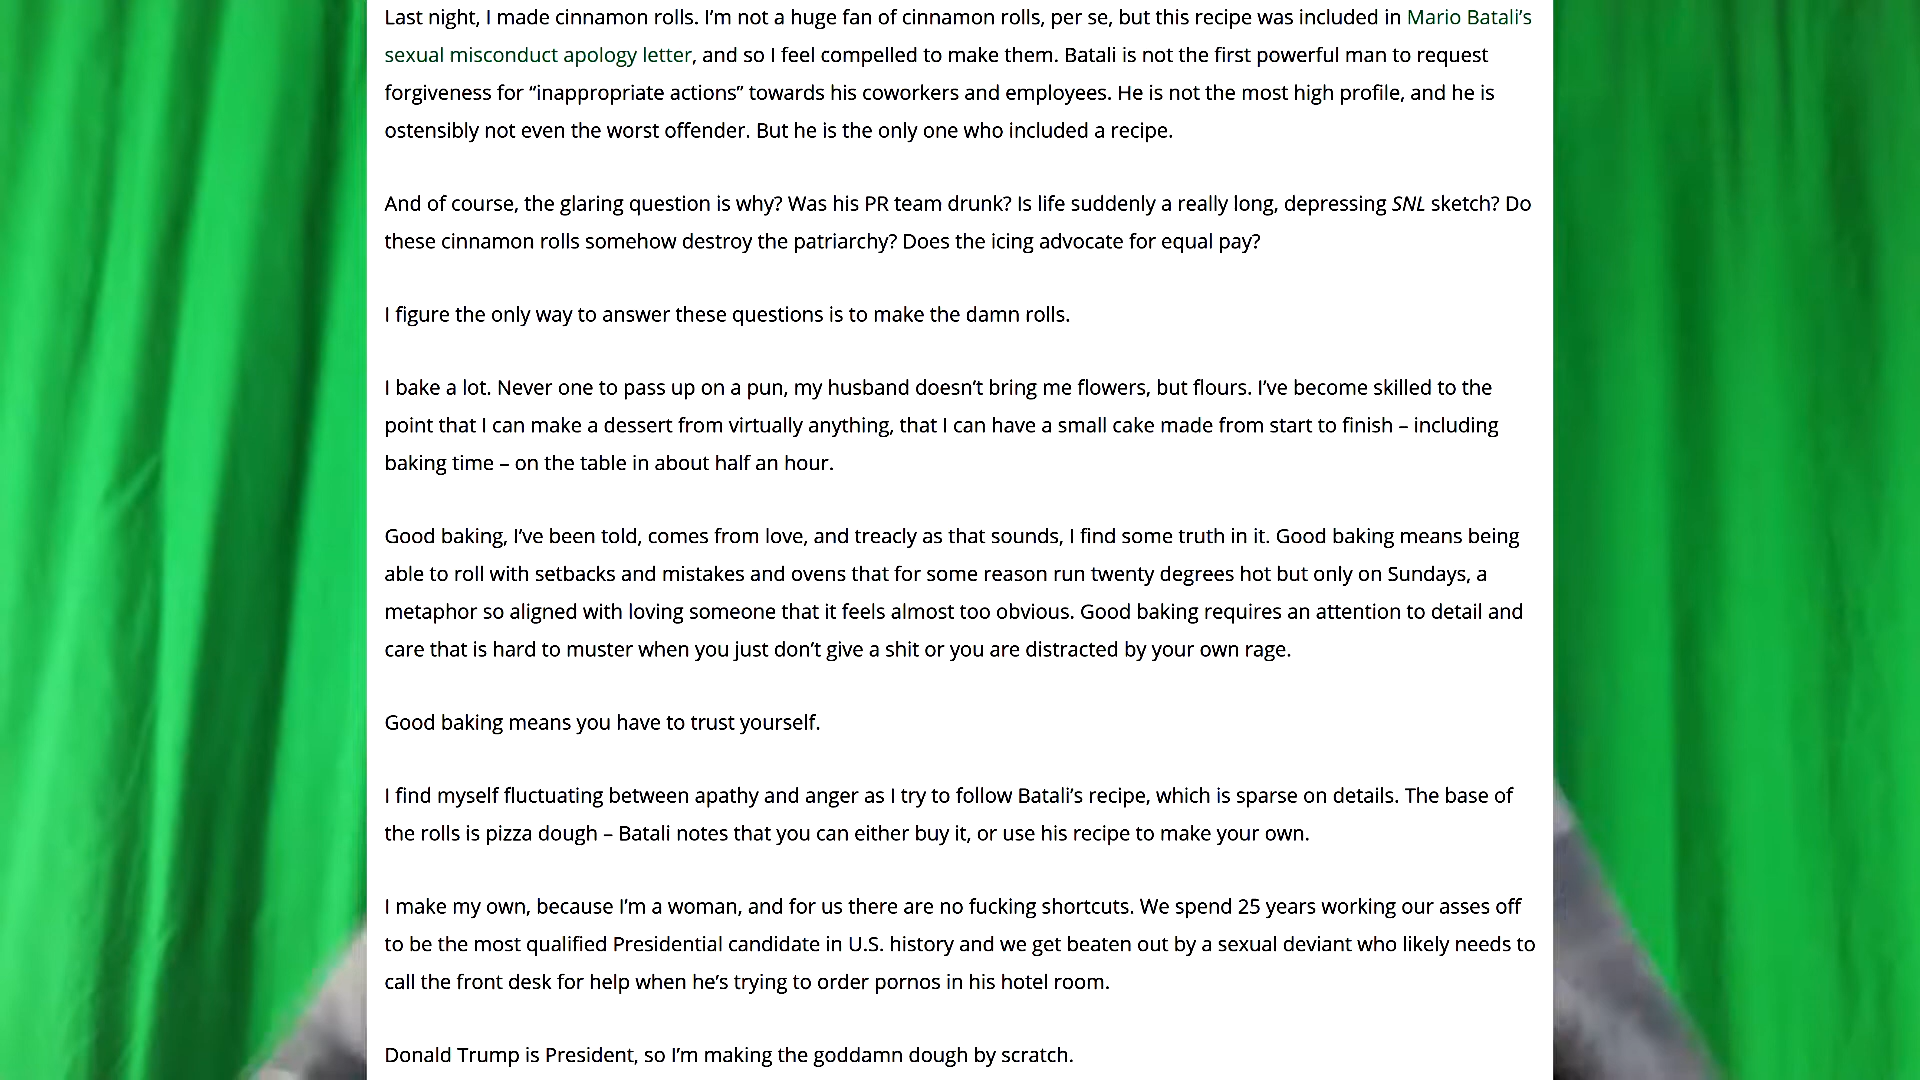 Last night, I made cinnamon rolls. I’m not a huge fan of cinnamon rolls, per se, but this recipe was included in Mario Batali’s
sexual misconduct apology letter, and so I feel compelled to make them. Batali is not the first powerful man to request
forgiveness for “inappropriate actions” towards his coworkers and employees. He is not the most high profile, and he is
ostensibly not even the worst offender. But he is the only one who included a recipe.
And of course, the glaring question is why? Was his PR team drunk? Is life suddenly a really long, depressing SNL sketch? Do
these cinnamon rolls somehow destroy the patriarchy? Does the icing advocate for equal pay?
I figure the only way to answer these questions is to make the damn rolls.
I bake a lot. Never one to pass up on a pun, my husband doesn’t bring me flowers, but flours. I’ve become skilled to the
point that I can make a dessert from virtually anything, that I can have a small cake made from start to finish – including
baking time – on the table in about half an hour.
Good baking, I’ve been told, comes from love, and treacly as that sounds, I find some truth in it. Good baking means being
able to roll with setbacks and mistakes and ovens that for some reason run twenty degrees hot but only on Sundays, a
metaphor so aligned with loving someone that it feels almost too obvious. Good baking requires an attention to detail and
care that is hard to muster when you just don’t give a shit or you are distracted by your own rage.
Good baking means you have to trust yourself.
I find myself fluctuating between apathy and anger as I try to follow Batali’s recipe, which is sparse on details. The base of
the rolls is pizza dough – Batali notes that you can either buy it, or use his recipe to make your own.
I make my own, because I’m a woman, and for us there are no fucking shortcuts. We spend 25 years working our asses off
to be the most qualified Presidential candidate in U.S. history and we get beaten out by a sexual deviant who likely needs to
call the front desk for help when he’s trying to order pornos in his hotel room.
Donald Trump is President, so I’m making the goddamn dough by scratch.